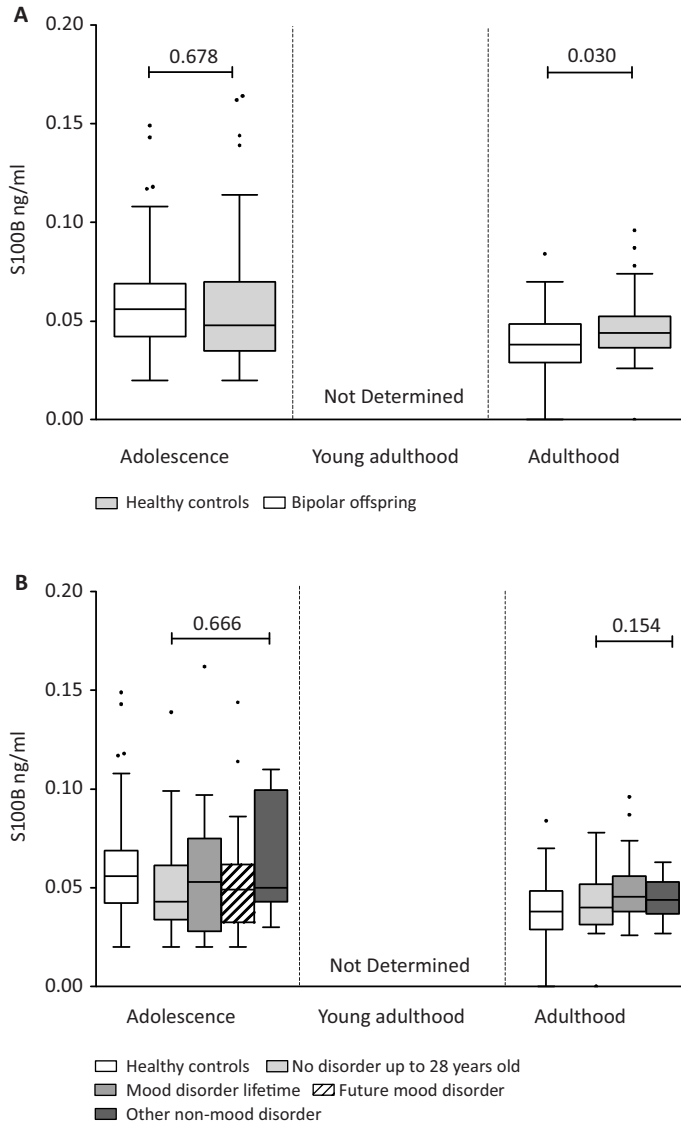 A
0.20
0.678
0.030
0.15
0.10
S100B ng/ml
0.05
Not Determined
0.00
Adolescence Young adulthood Adulthood
Healthy controls Bipolar offspring
B
0.20
0.666
0.154
0.15
0.10
S100B ng/ml
0.05
Not Determined
0.00
Adolescence Young adulthood Adulthood
Healthy controls No disorder up to 28 years old
Mood disorder lifetime Future mood disorder
Other non-mood disorder